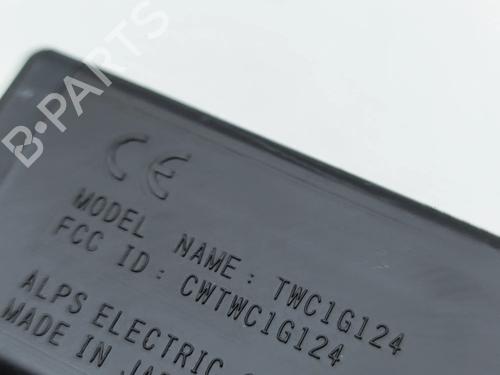 B-PARTS
CE
MODEL NAME: TWC1G124
FCC ID: CWTWC1G124
ALPS ELECTRIC
MADE IN